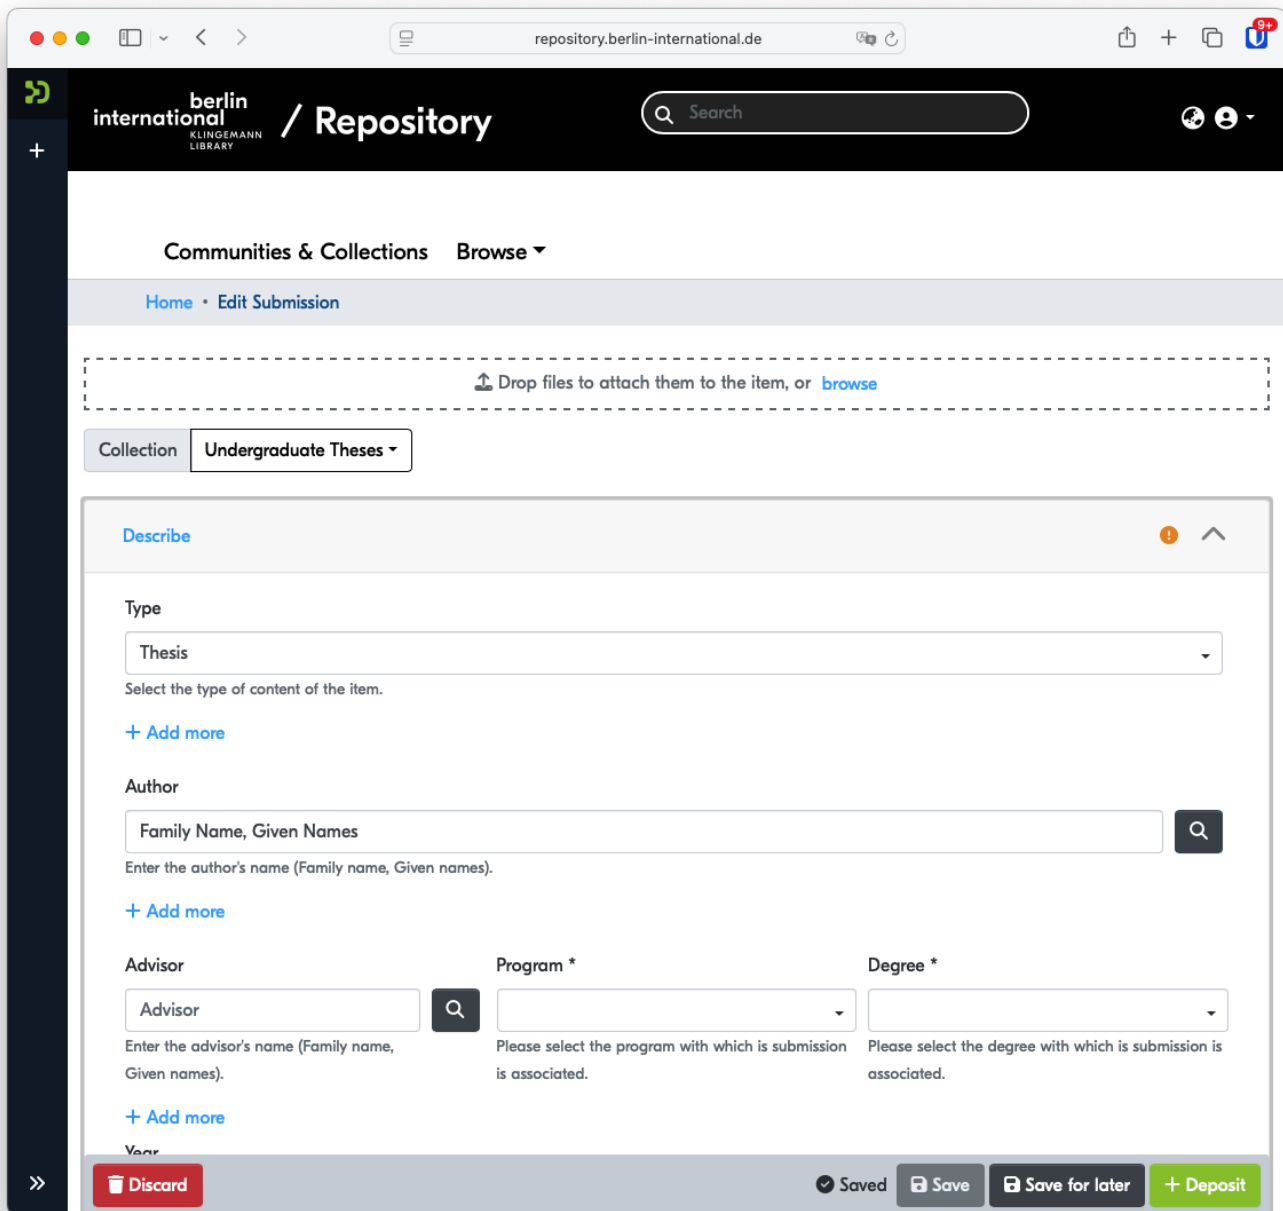 repository.berlin-international.de
9+
berlin
international
KLINGEMANN
LIBRARY
/ Repository
Search
Communities & Collections Browse
Home • Edit Submission
Drop files to attach them to the item, or browse
Collection Undergraduate Theses
Describe
Type
Thesis
Select the type of content of the item.
+ Add more
Author
Family Name, Given Names
Enter the author's name (Family name, Given names).
+ Add more
Advisor Program * Degree *
Advisor
Enter the advisor's name (Family name, Please select the program with which is submission Please select the degree with which is submission is
Given names). is associated. associated.
+ Add more
Year
Discard Saved Save Save for later + Deposit